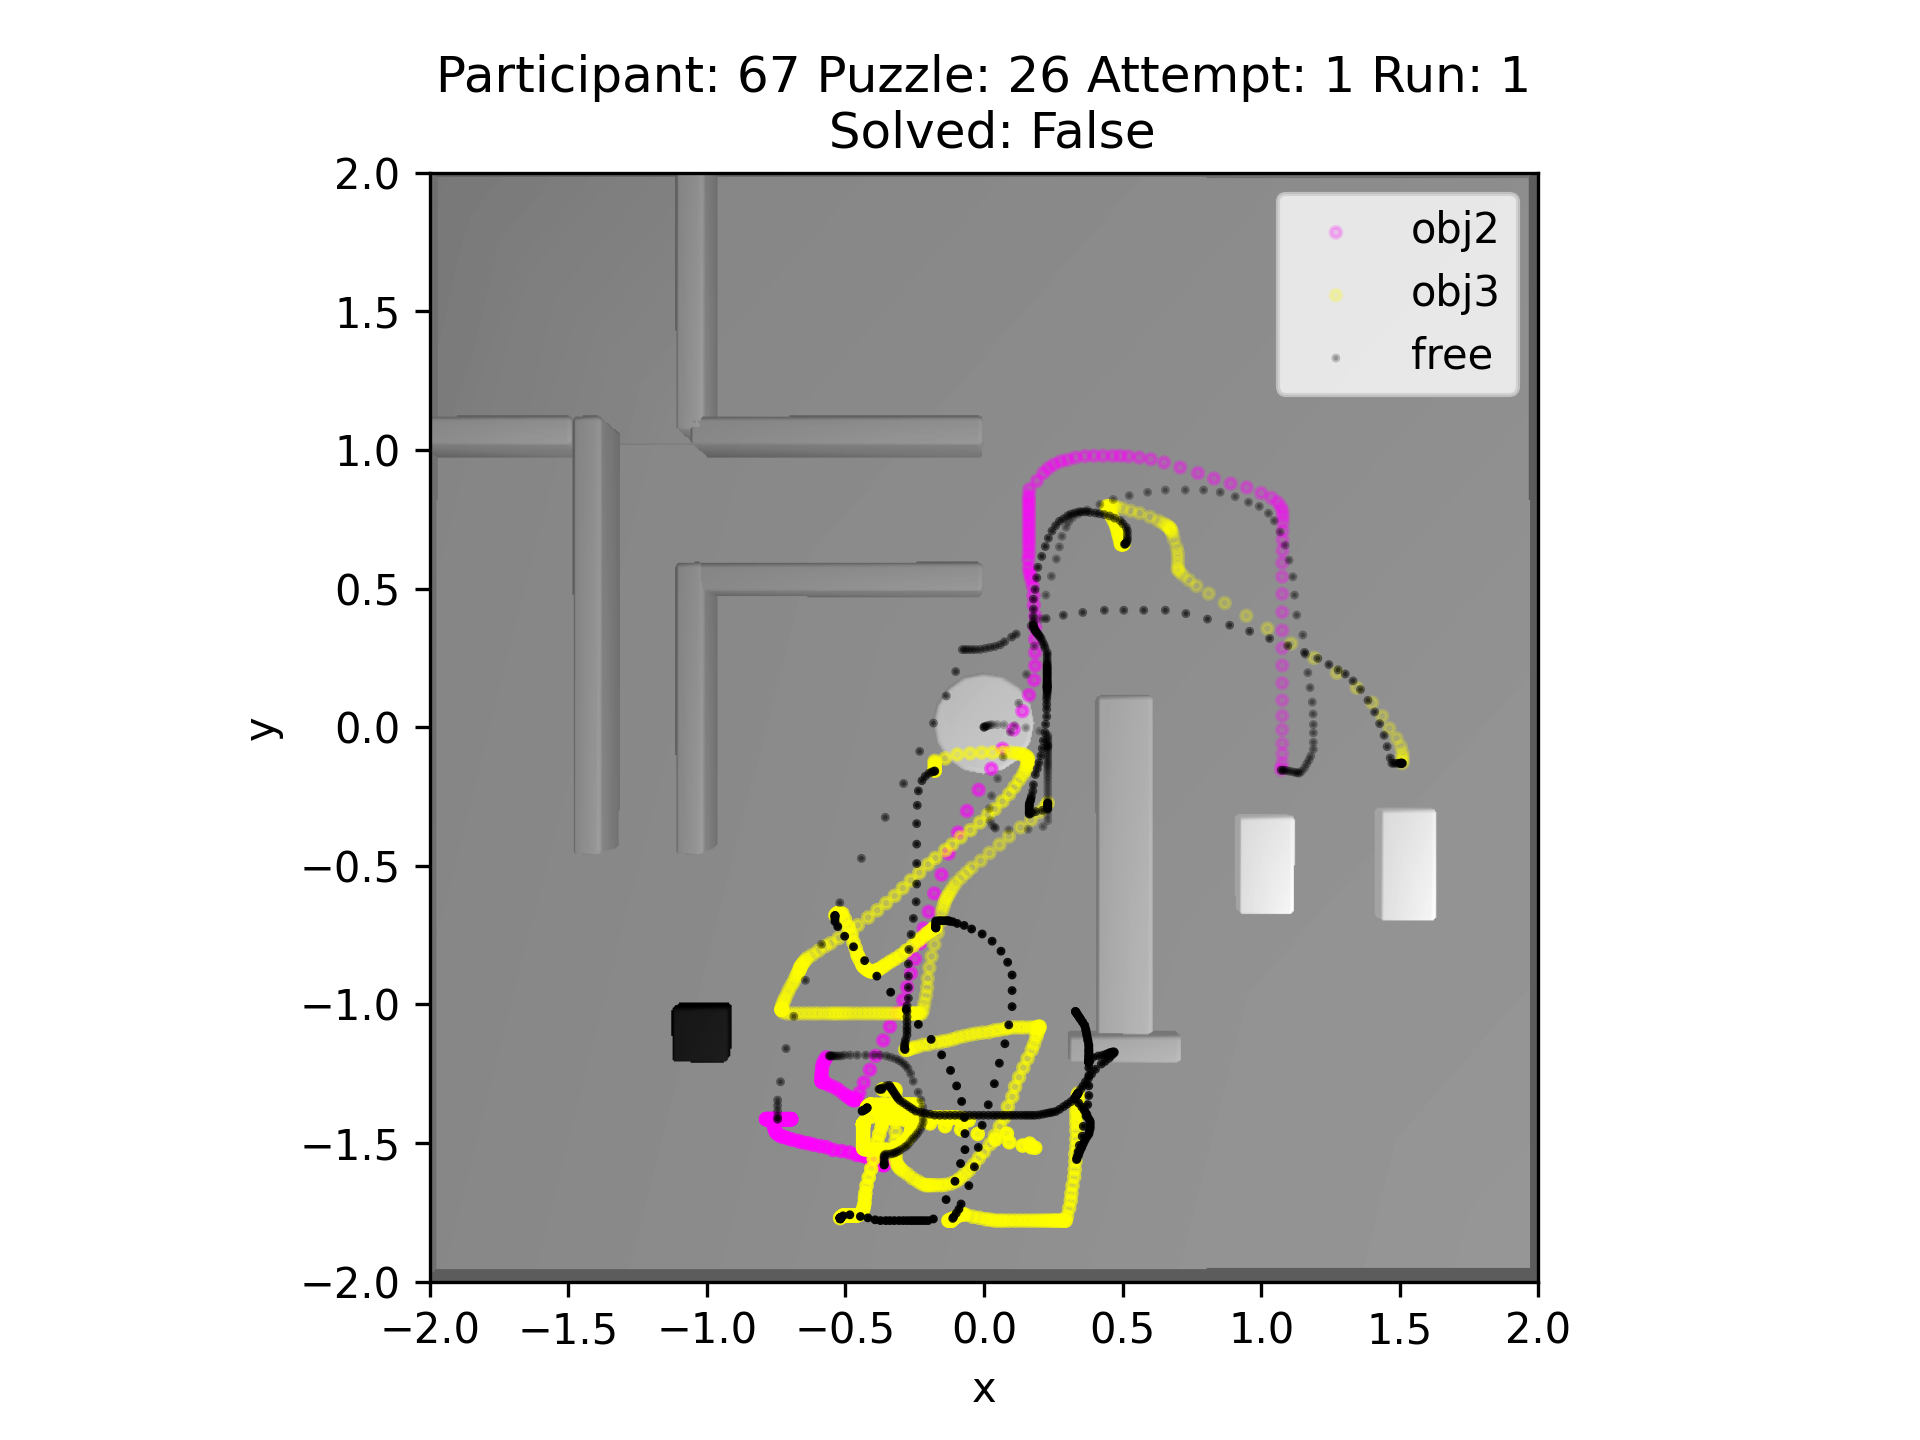 Participant: 67 Puzzle: 26 Attempt: 1 Run: 1
Solved: False
2.0
1.5
1.0
0.5
0.0
−0.5
−1.0
−1.5
−2.0
y
obj2
obj3
free
−2.0 −1.5 −1.0 −0.5 0.0 0.5 1.0 1.5 2.0
x